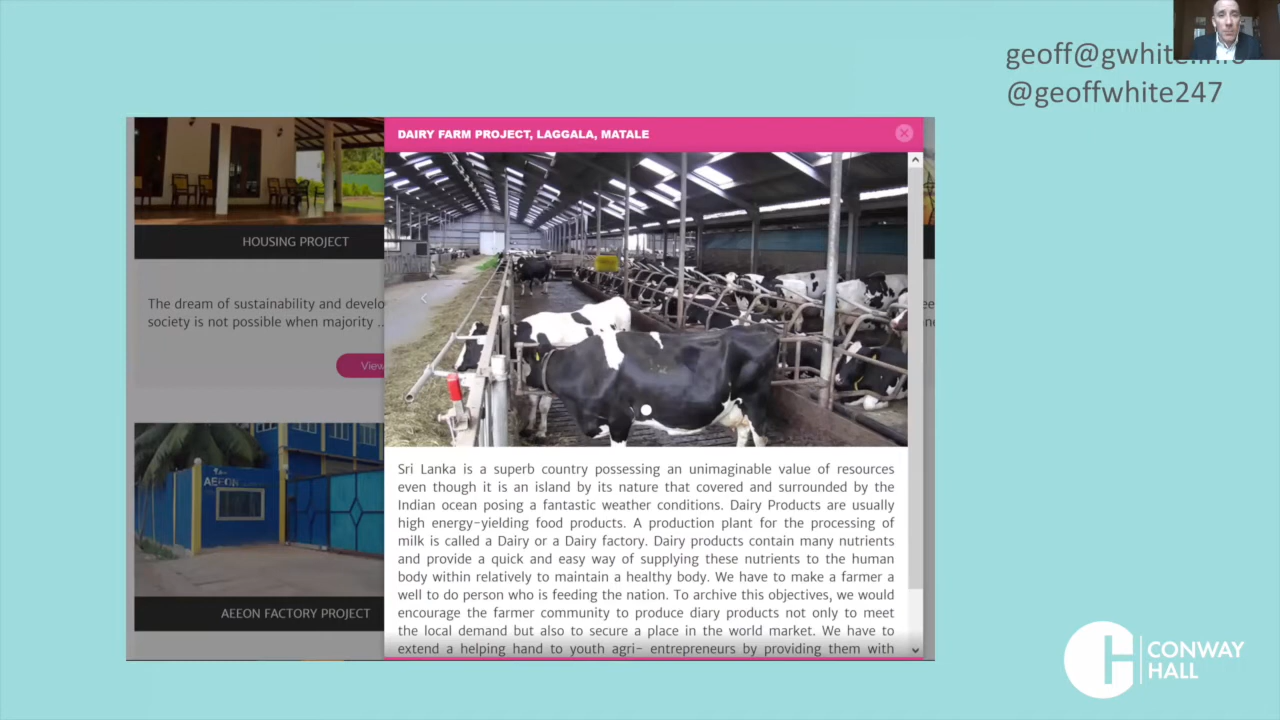 geoff@gwhite.info
@geoffwhite247
DAIRY FARM PROJECT, LAGGALA, MATALE
HOUSING PROJECT
The dream of sustainability and develo
society is not possible when majority ..
View
AEEON
AEEON FACTORY PROJECT
Sri Lanka is a superb country possessing an unimaginable value of resources
even though it is an island by its nature that covered and surrounded by the
Indian ocean posing a fantastic weather conditions. Dairy Products are usually
high energy-yielding food products. A production plant for the processing of
milk is called a Dairy or a Dairy factory. Dairy products contain many nutrients
and provide a quick and easy way of supplying these nutrients to the human
body within relatively to maintain a healthy body. We have to make a farmer a
well to do person who is feeding the nation. To archive this objectives, we would
encourage the farmer community to produce diary products not only to meet
the local demand but also to secure a place in the world market. We have to
extend a helping hand to youth agri- entrepreneurs by providing them with
CONWAY
HALL